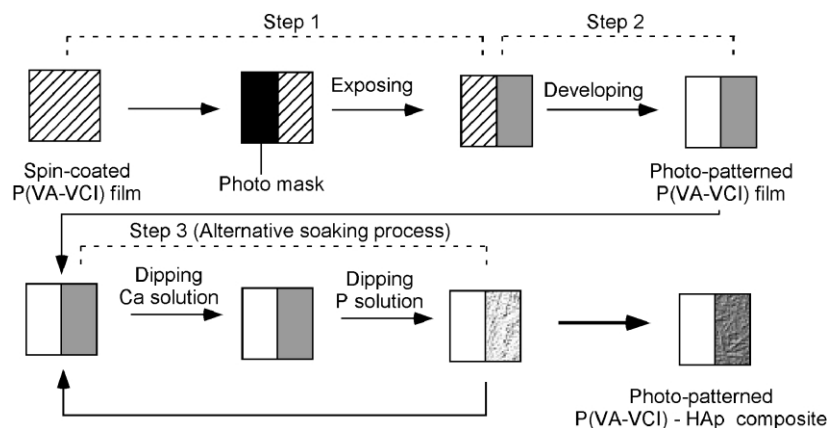 Step 1
Step 2
Exposing
Developing
Spin-coated
P(VA-VCI) film
Photo mask
Photo-patterned
P(VA-VCI) film
Step 3 (Alternative soaking process)
Dipping
Ca solution
Dipping
P solution
Photo-patterned
P(VA-VCI) - HAp composite